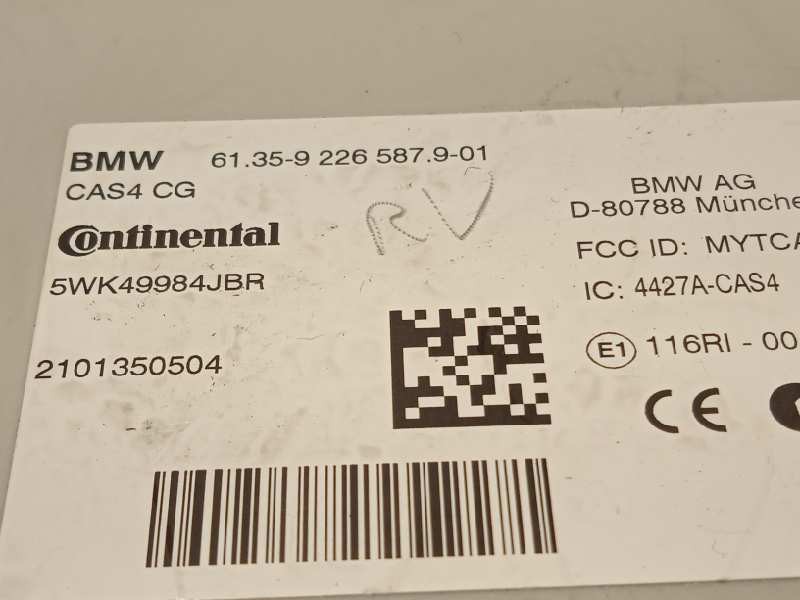 BMW 61.35-9 226 587.9-01
CAS4 CG
Continental
5WK49984JBR
2101350504
RV
BMW AG
D-80788 Münche
FCC ID: MYTCA
IC: 4427A-CAS4
E1 116RI - 00
CE